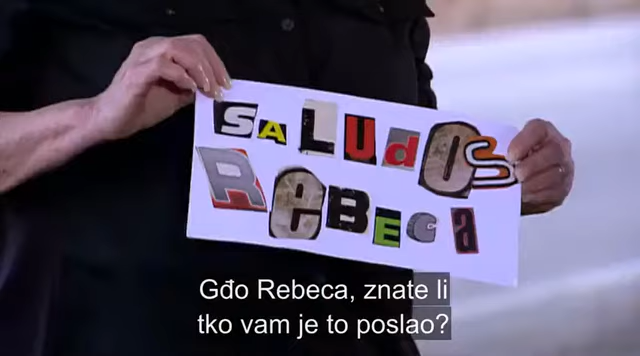 SALUdOS
ReBECa
Gđo Rebeca, znate li
tko vam je to poslao?